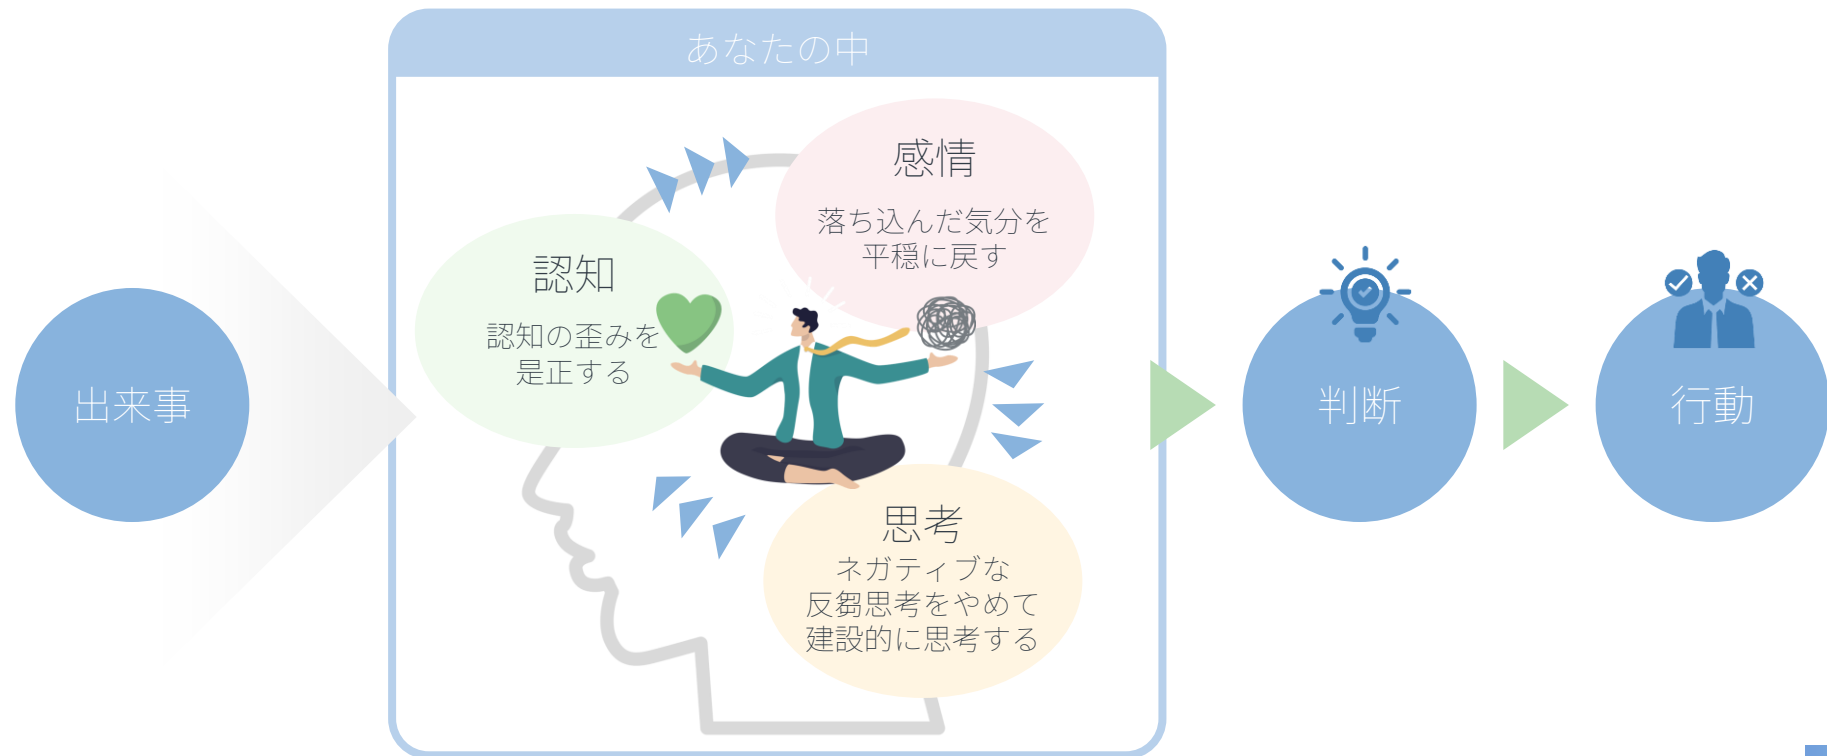 あなたの中
感情
落ち込んだ気分を
平穏に戻す
認知
認知の歪みを
是正する
出来事
思考
ネガティブな
反芻思考をやめて
建設的に思考する
判断
行動